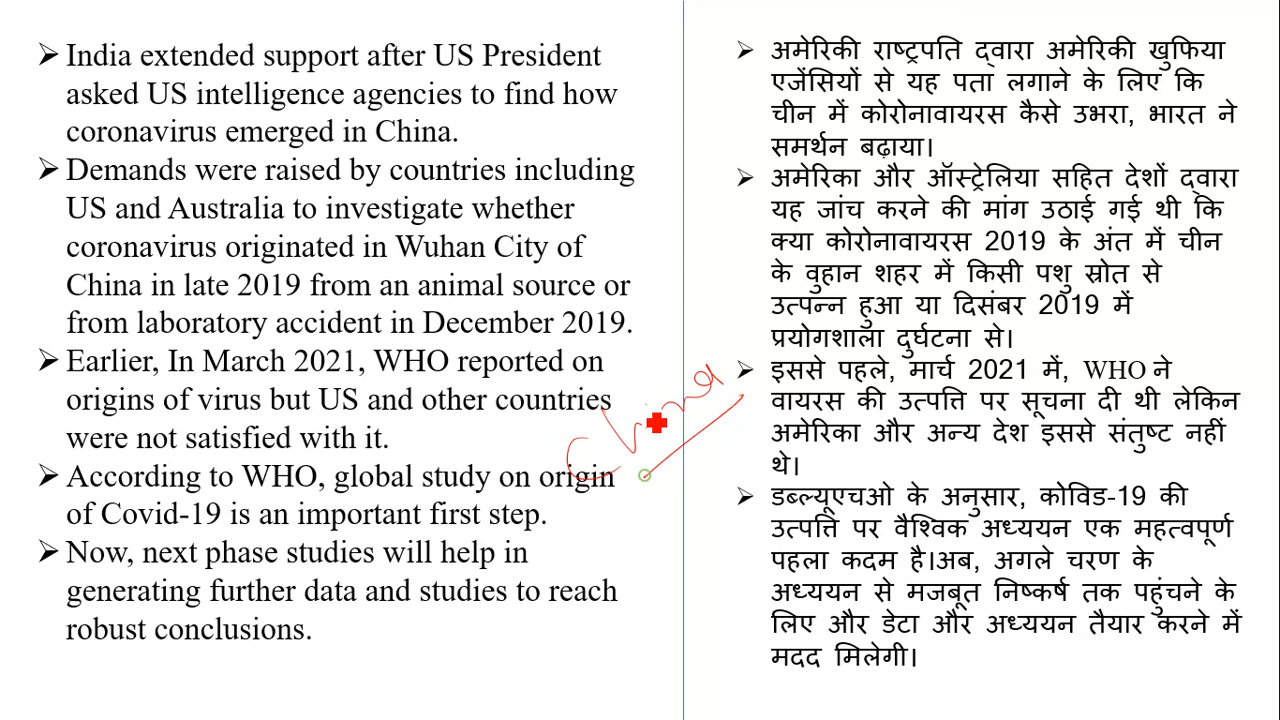 ➢ India extended support after US President
asked US intelligence agencies to find how
coronavirus emerged in China.
➢ Demands were raised by countries including
US and Australia to investigate whether
coronavirus originated in Wuhan City of
China in late 2019 from an animal source or
from laboratory accident in December 2019.
➢ Earlier, In March 2021, WHO reported on
origins of virus but US and other countries
were not satisfied with it.
➢ According to WHO, global study on origin
of Covid-19 is an important first step.
➢ Now, next phase studies will help in
generating further data and studies to reach
robust conclusions.
China
➢ अमेरिकी राष्ट्रपति द्वारा अमेरिकी खुफिया
एजेंसियों से यह पता लगाने के लिए कि
चीन में कोरोनावायरस कैसे उभरा, भारत ने
समर्थन बढ़ाया।
➢ अमेरिका और ऑस्ट्रेलिया सहित देशों द्वारा
यह जांच करने की मांग उठाई गई थी कि
क्या कोरोनावायरस 2019 के अंत में चीन
के वुहान शहर में किसी पशु स्रोत से
उत्पन्न हुआ या दिसंबर 2019 में
प्रयोगशाला दुर्घटना से।
➢ इससे पहले, मार्च 2021 में, WHO ने
वायरस की उत्पत्ति पर सूचना दी थी लेकिन
अमेरिका और अन्य देश इससे संतुष्ट नहीं
थे।
➢ डब्ल्यूएचओ के अनुसार, कोविड-19 की
उत्पत्ति पर वैश्विक अध्ययन एक महत्वपूर्ण
पहला कदम है।अब, अगले चरण के
अध्ययन से मजबूत निष्कर्ष तक पहुंचने के
लिए और डेटा और अध्ययन तैयार करने में
मदद मिलेगी।